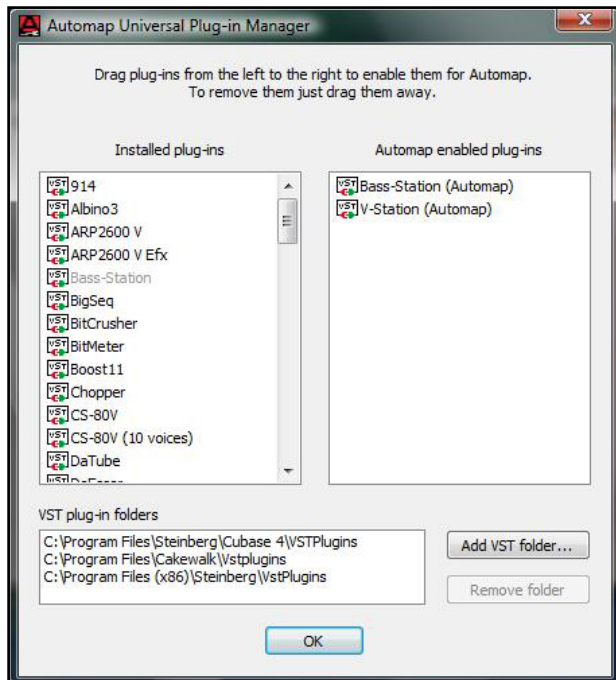 Automap Universal Plug-in Manager
Drag plug-ins from the left to the right to enable them for Automap.
To remove them just drag them away.
Installed plug-ins
914
Albino3
ARP2600 V
ARP2600 V Efx
Bass-Station
BigSeq
BitCrusher
BitMeter
Boost11
Chopper
CS-80V
CS-80V (10 voices)
DaTube
Automap enabled plug-ins
Bass-Station (Automap)
V-Station (Automap)
VST plug-in folders
C:\Program Files\Steinberg\Cubase 4\VSTPlugins
C:\Program Files\Cakewalk\Vstplugins
C:\Program Files (x86)\Steinberg\VstPlugins
Add VST folder...
Remove folder
OK